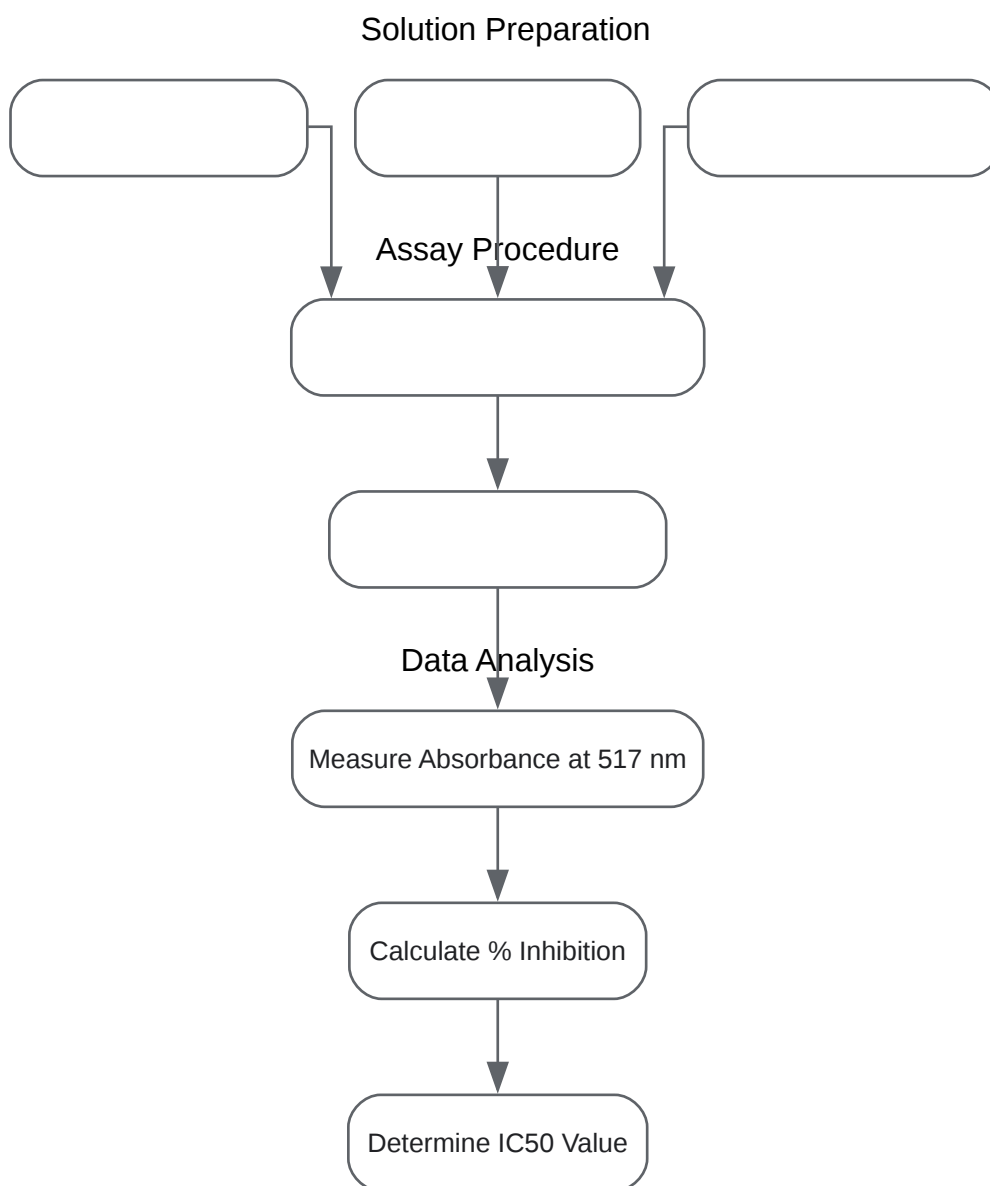 Solution Preparation
Assay Procedure
Data Analysis
Measure Absorbance at 517 nm
Calculate % Inhibition
Determine IC50 Value